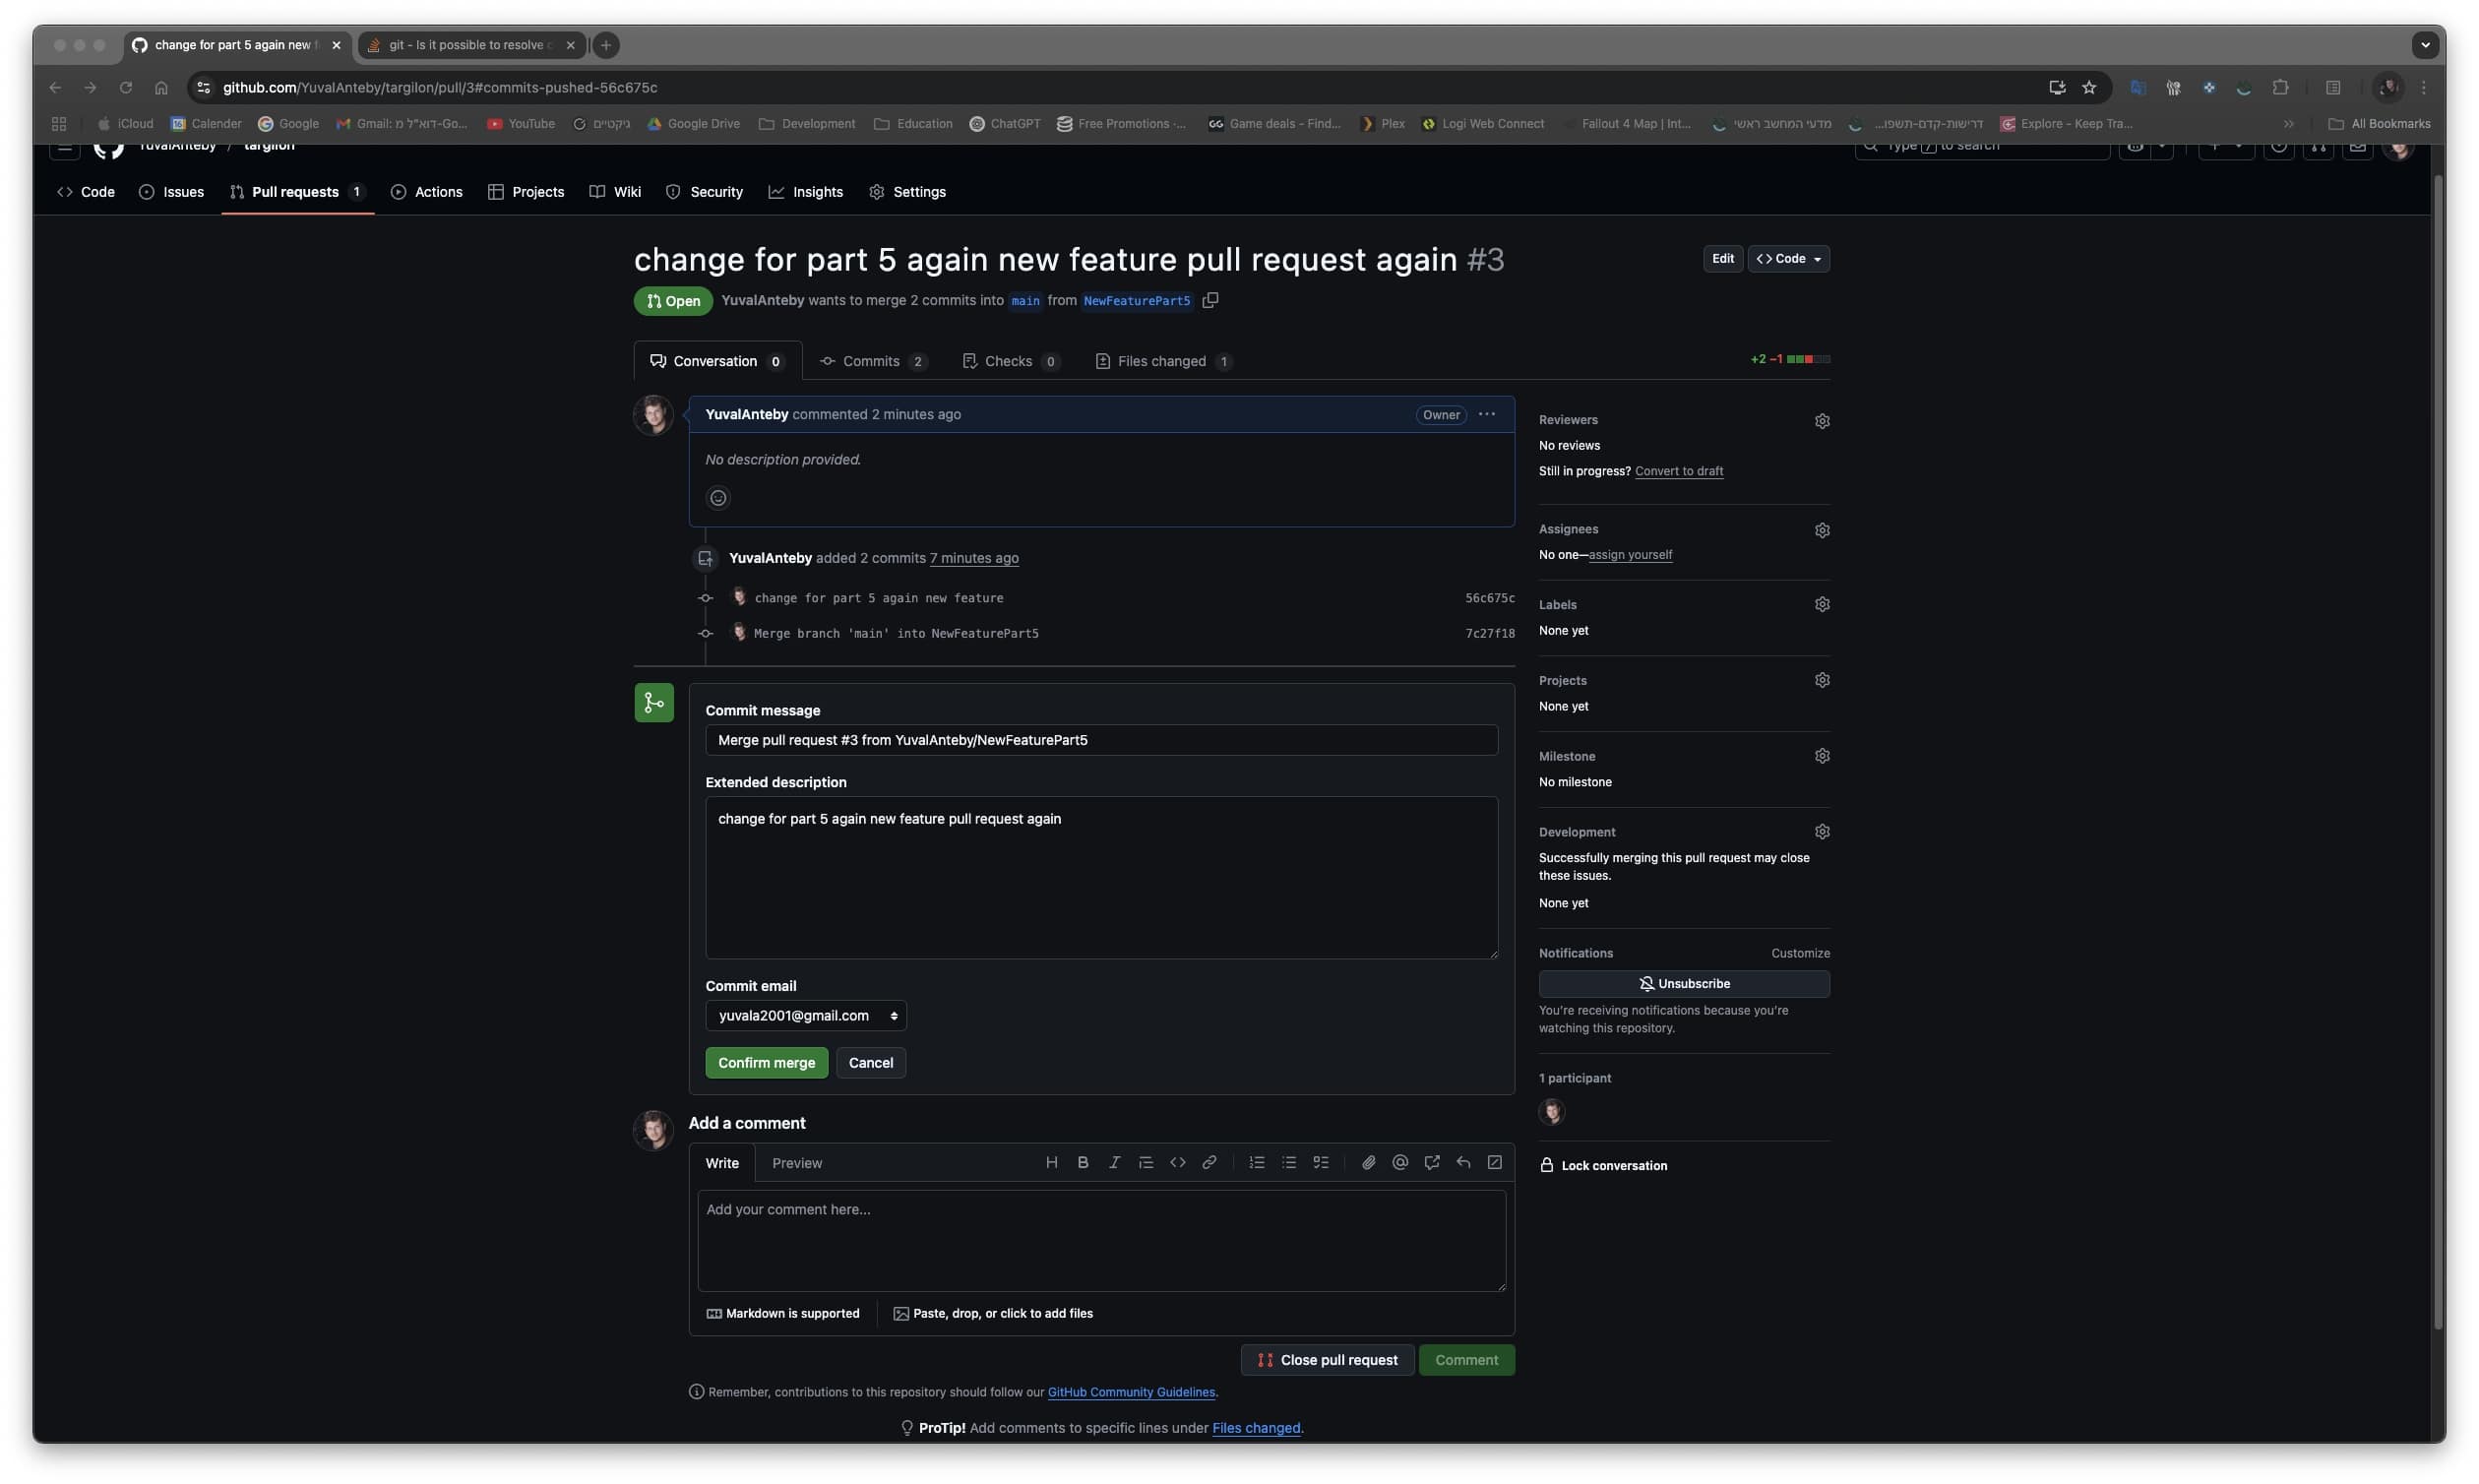 change for part 5 again new f
git - Is it possible to resolve c
github.com/YuvalAnteby/targilon/pull/3#commits-pushed-56c675c
iCloud
Calender
Google
Gmail: דוא"ל מ-Go...
YouTube
גיקטיים
Google Drive
Development
Education
ChatGPT
Free Promotions -...
Game deals - Find...
Plex
Logi Web Connect
Fallout 4 Map | Int...
מדעי המחשב ראשי
דרישות-קדם-תשפו...
Explore - Keep Tra...
All Bookmarks
YuvalAnteby / targilon
Type / to search
Code
Issues
Pull requests 1
Actions
Projects
Wiki
Security
Insights
Settings
change for part 5 again new feature pull request again #3
Edit
Code
Open
YuvalAnteby wants to merge 2 commits into main from NewFeaturePart5
Conversation 0
Commits 2
Checks 0
Files changed 1
+2 −1
YuvalAnteby commented 2 minutes ago
Owner
No description provided.
YuvalAnteby added 2 commits 7 minutes ago
change for part 5 again new feature
56c675c
Merge branch 'main' into NewFeaturePart5
7c27f18
Commit message
Merge pull request #3 from YuvalAnteby/NewFeaturePart5
Extended description
change for part 5 again new feature pull request again
Commit email
yuvala2001@gmail.com
Confirm merge
Cancel
Add a comment
Write
Preview
Add your comment here...
Markdown is supported
Paste, drop, or click to add files
Close pull request
Comment
Remember, contributions to this repository should follow our GitHub Community Guidelines.
ProTip! Add comments to specific lines under Files changed.
Reviewers
No reviews
Still in progress? Convert to draft
Assignees
No one—assign yourself
Labels
None yet
Projects
None yet
Milestone
No milestone
Development
Successfully merging this pull request may close
these issues.
None yet
Notifications
Customize
Unsubscribe
You're receiving notifications because you're
watching this repository.
1 participant
Lock conversation